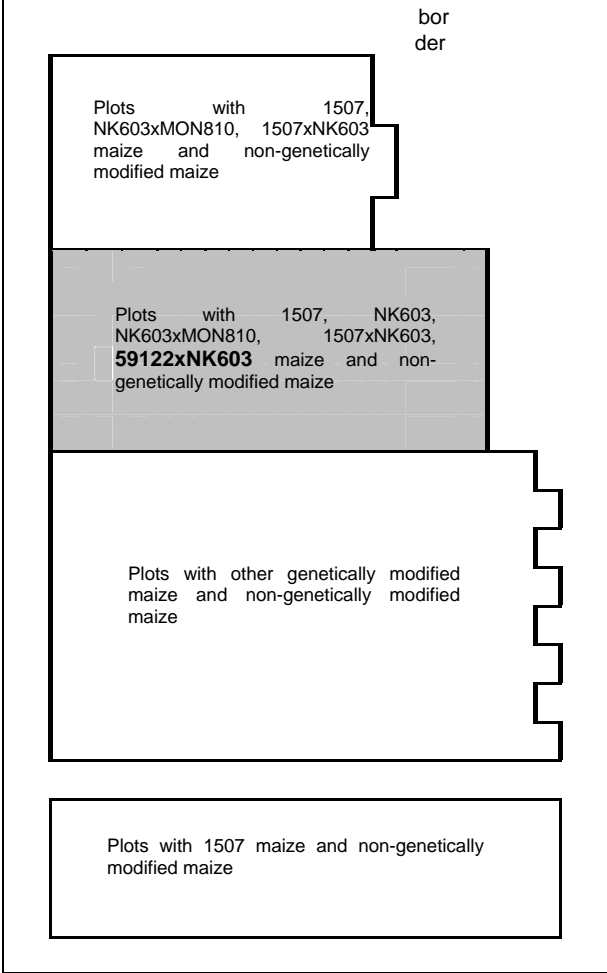 bor
der
Plots with 1507,
NK603xMON810, 1507xNK603
maize and non-genetically
modified maize
Plots with 1507, NK603,
NK603xMON810, 1507xNK603,
59122xNK603 maize and non-
genetically modified maize
Plots with other genetically modified
maize and non-genetically modified
maize
Plots with 1507 maize and non-genetically
modified maize